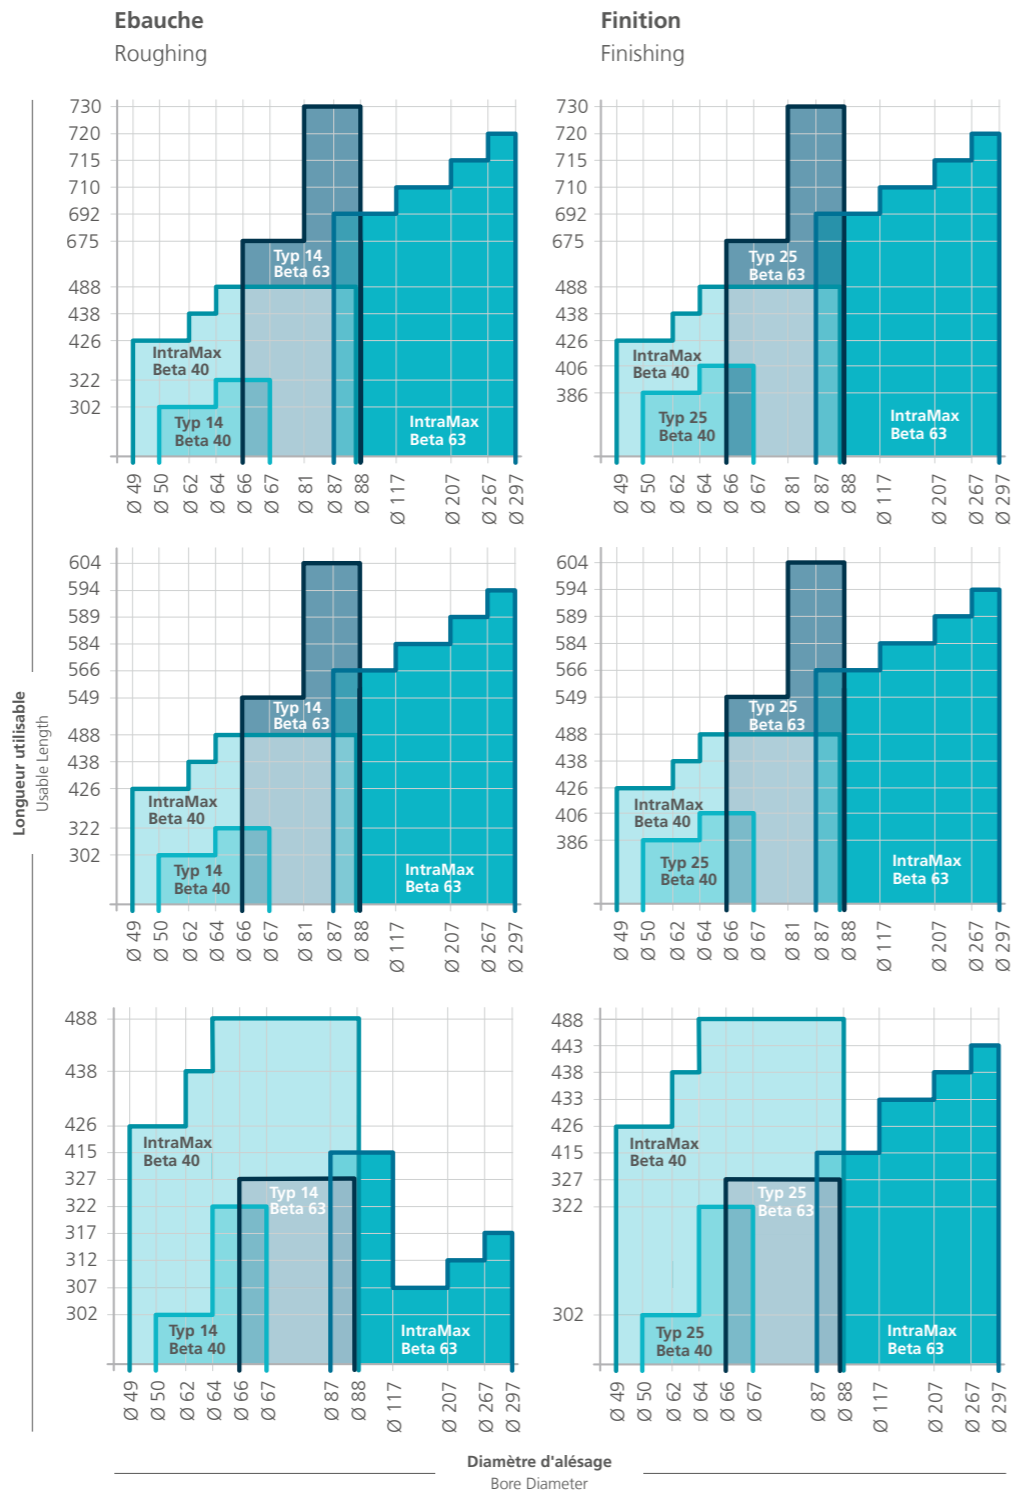 Ebauche
Roughing
Finition
Finishing
Longueur utilisable
Usable Length
730
720
715
710
692
675
488
438
426
322
302
Typ 14
Beta 63
IntraMax
Beta 40
Typ 14
Beta 40
IntraMax
Beta 63
Ø 49
Ø 50
Ø 62
Ø 64
Ø 66
Ø 67
Ø 81
Ø 87
Ø 88
Ø 117
Ø 207
Ø 267
Ø 297
730
720
715
710
692
675
488
438
426
406
386
Typ 25
Beta 63
IntraMax
Beta 40
Typ 25
Beta 40
IntraMax
Beta 63
Ø 49
Ø 50
Ø 62
Ø 64
Ø 66
Ø 67
Ø 81
Ø 87
Ø 88
Ø 117
Ø 207
Ø 267
Ø 297
604
594
589
584
566
549
488
438
426
322
302
Typ 14
Beta 63
IntraMax
Beta 40
Typ 14
Beta 40
IntraMax
Beta 63
Ø 49
Ø 50
Ø 62
Ø 64
Ø 66
Ø 67
Ø 81
Ø 87
Ø 88
Ø 117
Ø 207
Ø 267
Ø 297
604
594
589
584
566
549
488
438
426
406
386
Typ 25
Beta 63
IntraMax
Beta 40
Typ 25
Beta 40
IntraMax
Beta 63
Ø 49
Ø 50
Ø 62
Ø 64
Ø 66
Ø 67
Ø 81
Ø 87
Ø 88
Ø 117
Ø 207
Ø 267
Ø 297
488
438
426
415
327
322
317
312
307
302
IntraMax
Beta 40
Typ 14
Beta 63
Typ 14
Beta 40
IntraMax
Beta 63
Ø 49
Ø 50
Ø 62
Ø 64
Ø 66
Ø 67
Ø 87
Ø 88
Ø 117
Ø 207
Ø 267
Ø 297
488
443
438
433
426
415
327
322
302
IntraMax
Beta 40
Typ 25
Beta 63
Typ 25
Beta 40
IntraMax
Beta 63
Ø 49
Ø 50
Ø 62
Ø 64
Ø 66
Ø 67
Ø 87
Ø 88
Ø 117
Ø 207
Ø 267
Ø 297
Diamètre d'alésage
Bore Diameter